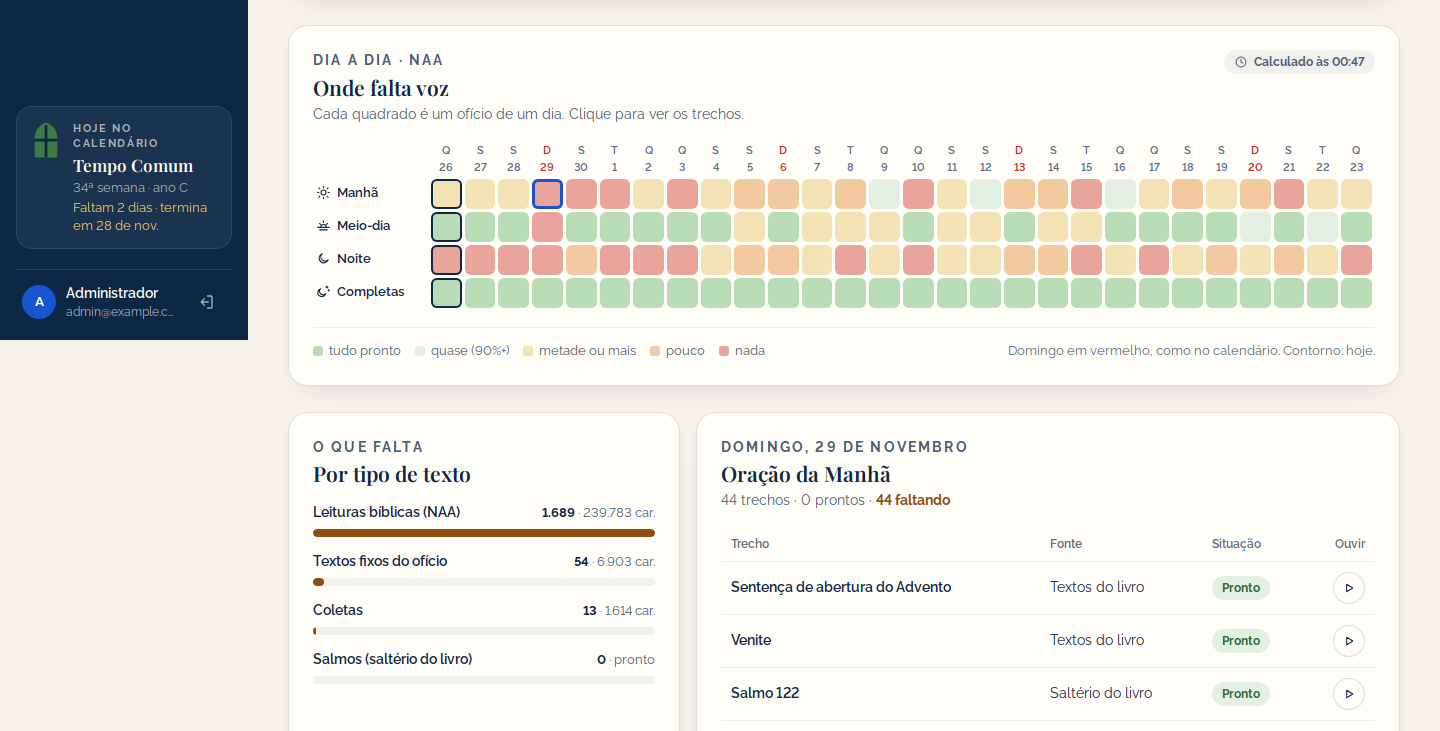 HOJE NO
CALENDÁRIO
Tempo Comum
34ª semana · ano C
Faltam 2 dias · termina
em 28 de nov.
A
Administrador
admin@example.c…
DIA A DIA · NAA
Calculado às 00:47
Onde falta voz
Cada quadrado é um ofício de um dia. Clique para ver os trechos.
Q S S D S T Q Q S S D S T Q Q S S D S T Q Q S S D S T Q
26 27 28 29 30 1 2 3 4 5 6 7 8 9 10 11 12 13 14 15 16 17 18 19 20 21 22 23
Manhã
Meio-dia
Noite
Completas
tudo pronto quase (90%+) metade ou mais pouco nada
Domingo em vermelho, como no calendário. Contorno: hoje.
O QUE FALTA
Por tipo de texto
Leituras bíblicas (NAA) 1.689 · 239.783 car.
Textos fixos do ofício 54 · 6.903 car.
Coletas 13 · 1.614 car.
Salmos (saltério do livro) 0 · pronto
DOMINGO, 29 DE NOVEMBRO
Oração da Manhã
44 trechos · 0 prontos · 44 faltando
Trecho Fonte Situação Ouvir
Sentença de abertura do Advento Textos do livro Pronto
Venite Textos do livro Pronto
Salmo 122 Saltério do livro Pronto